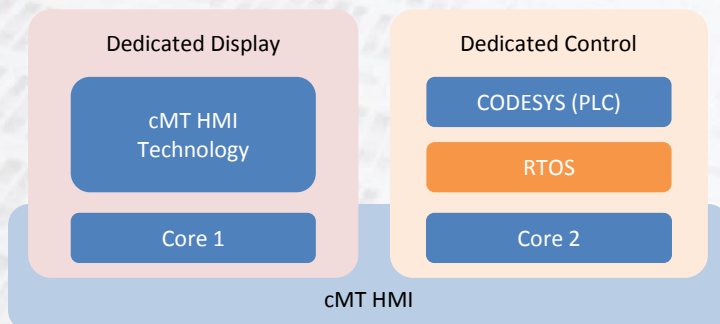 Dedicated Display
cMT HMI
Technology
Core 1
Dedicated Control
CODESYS (PLC)
RTOS
Core 2
cMT HMI